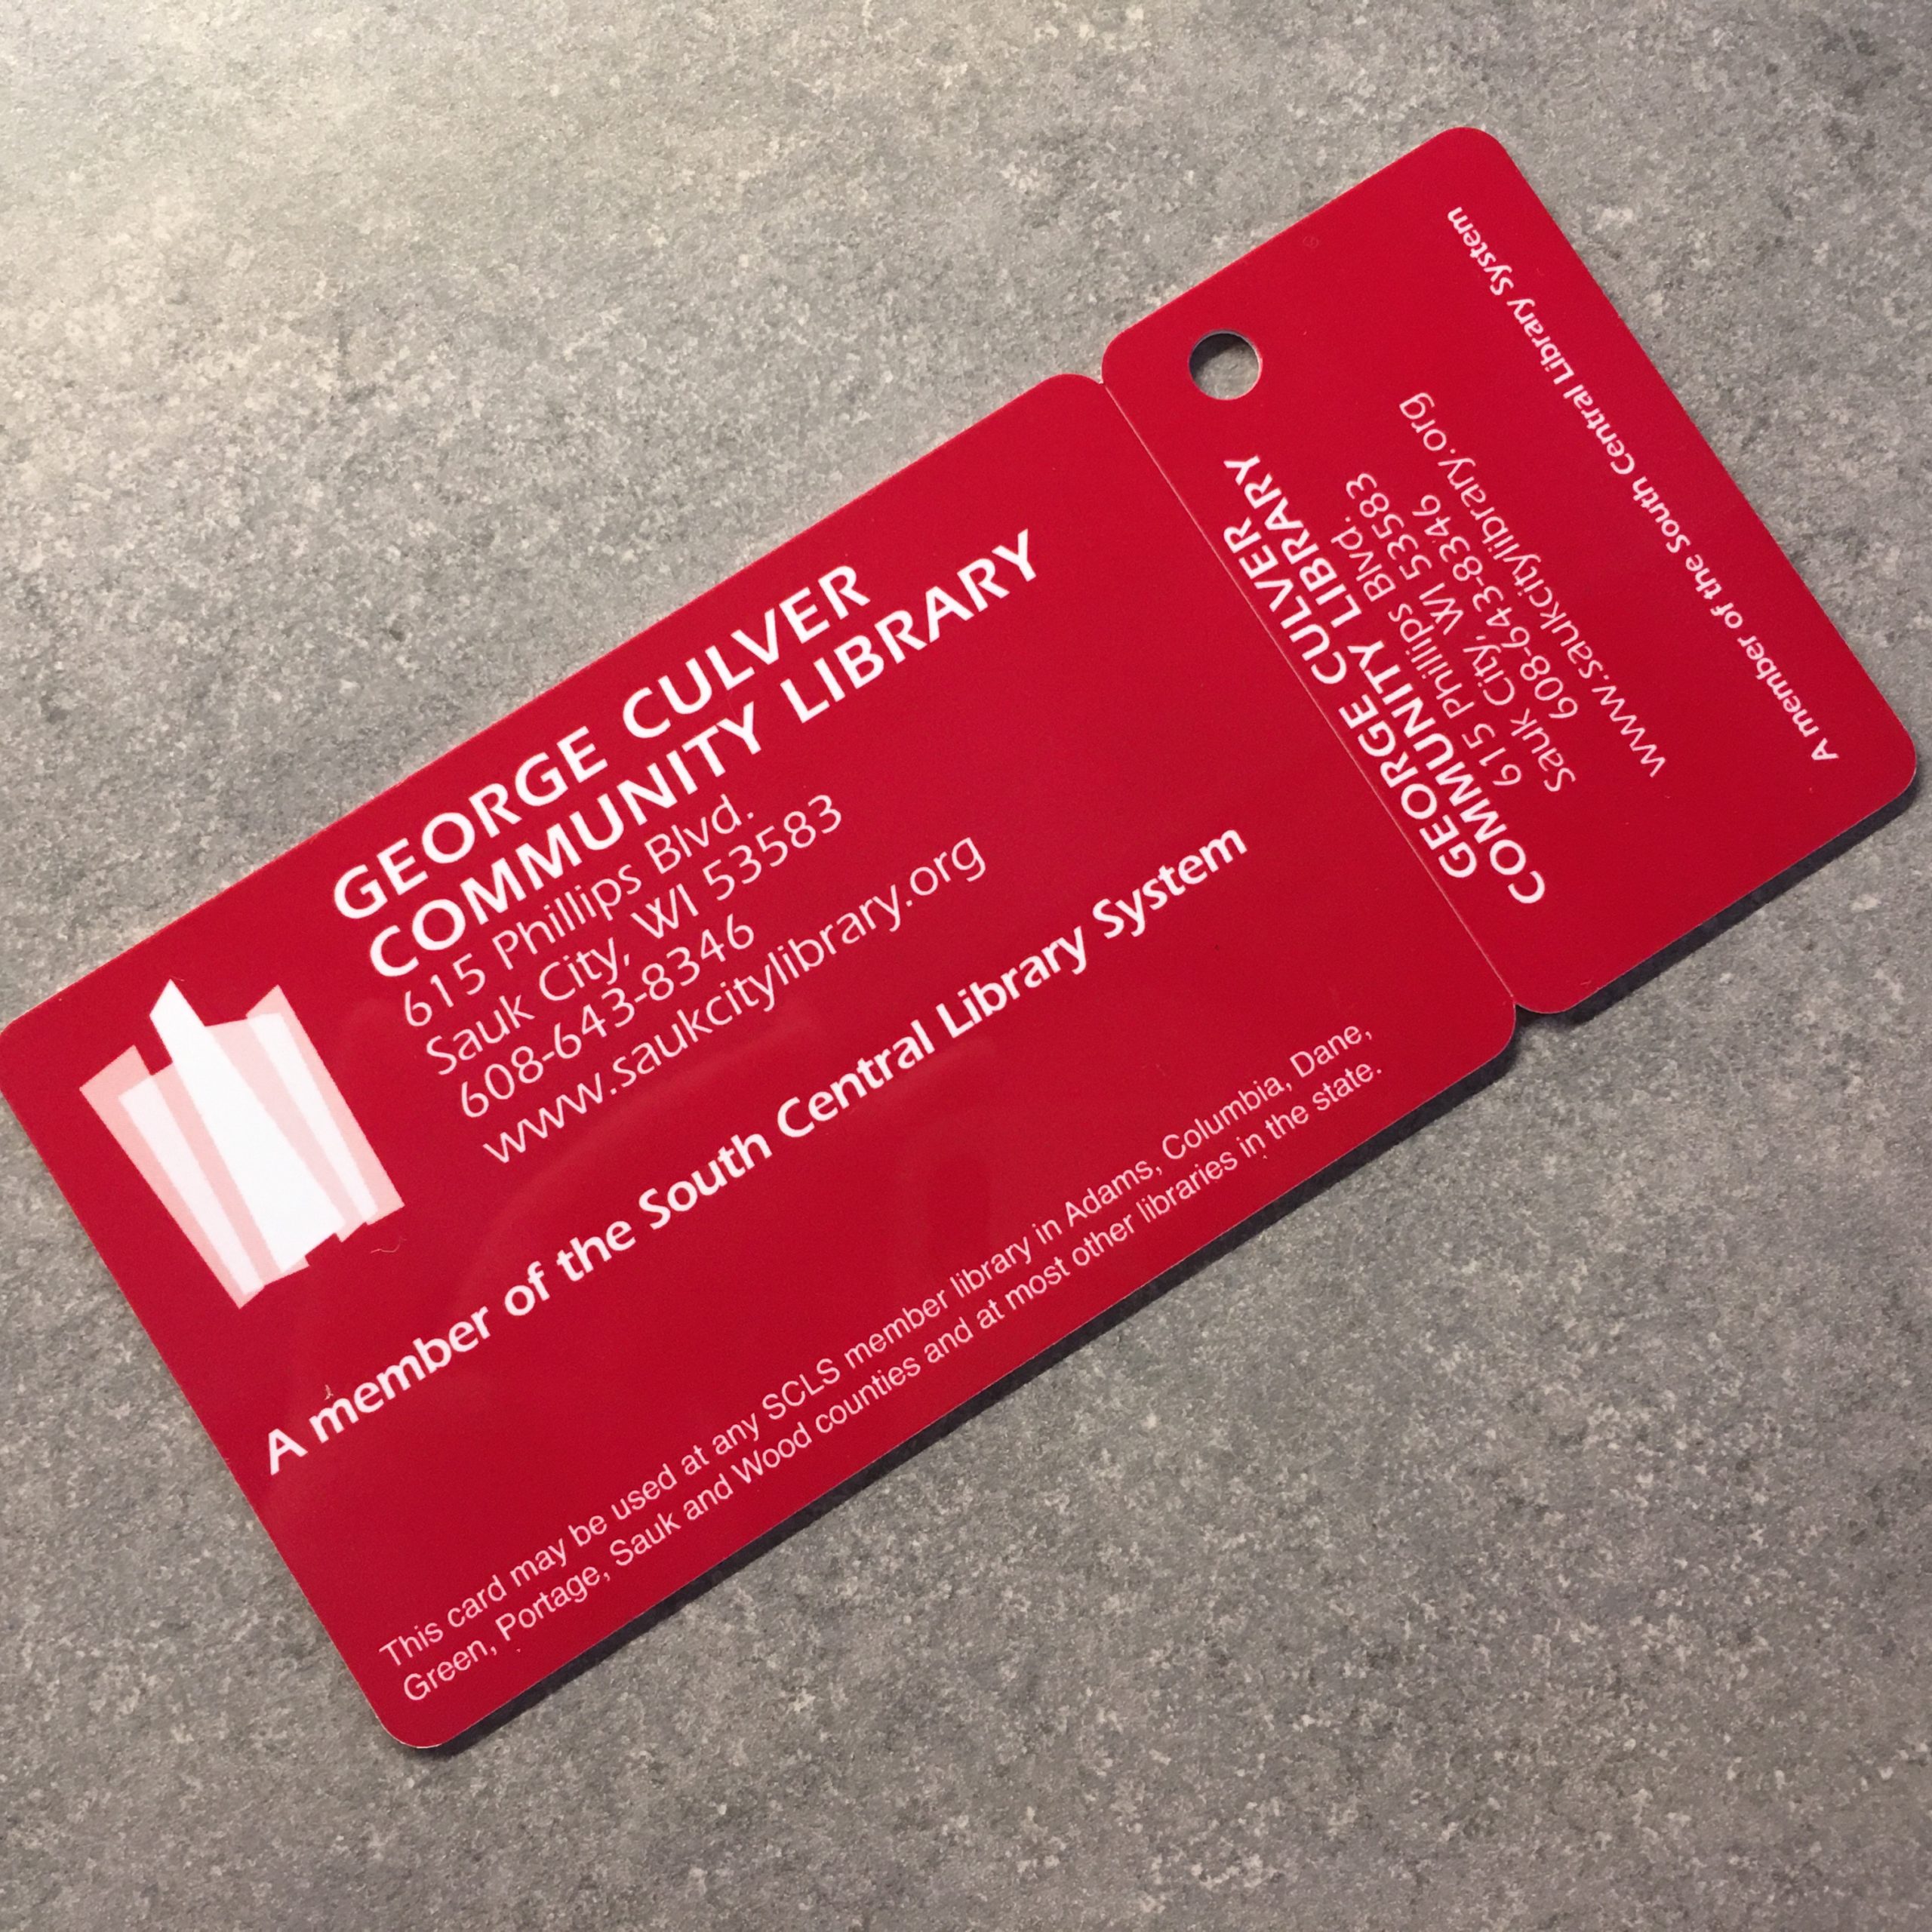 GEORGE CULVER
COMMUNITY LIBRARY
615 Phillips Blvd.
Sauk City, WI 53583
608-643-8346
www.saukcitylibrary.org
A member of the South Central Library System
This card may be used at any SCLS member library in Adams, Columbia, Dane,
Green, Portage, Sauk and Wood counties and at most other libraries in the state.
GEORGE CULVER
COMMUNITY LIBRARY
615 Phillips Blvd.
Sauk City, WI 53583
608-643-8346
www.saukcitylibrary.org
A member of the South Central Library System